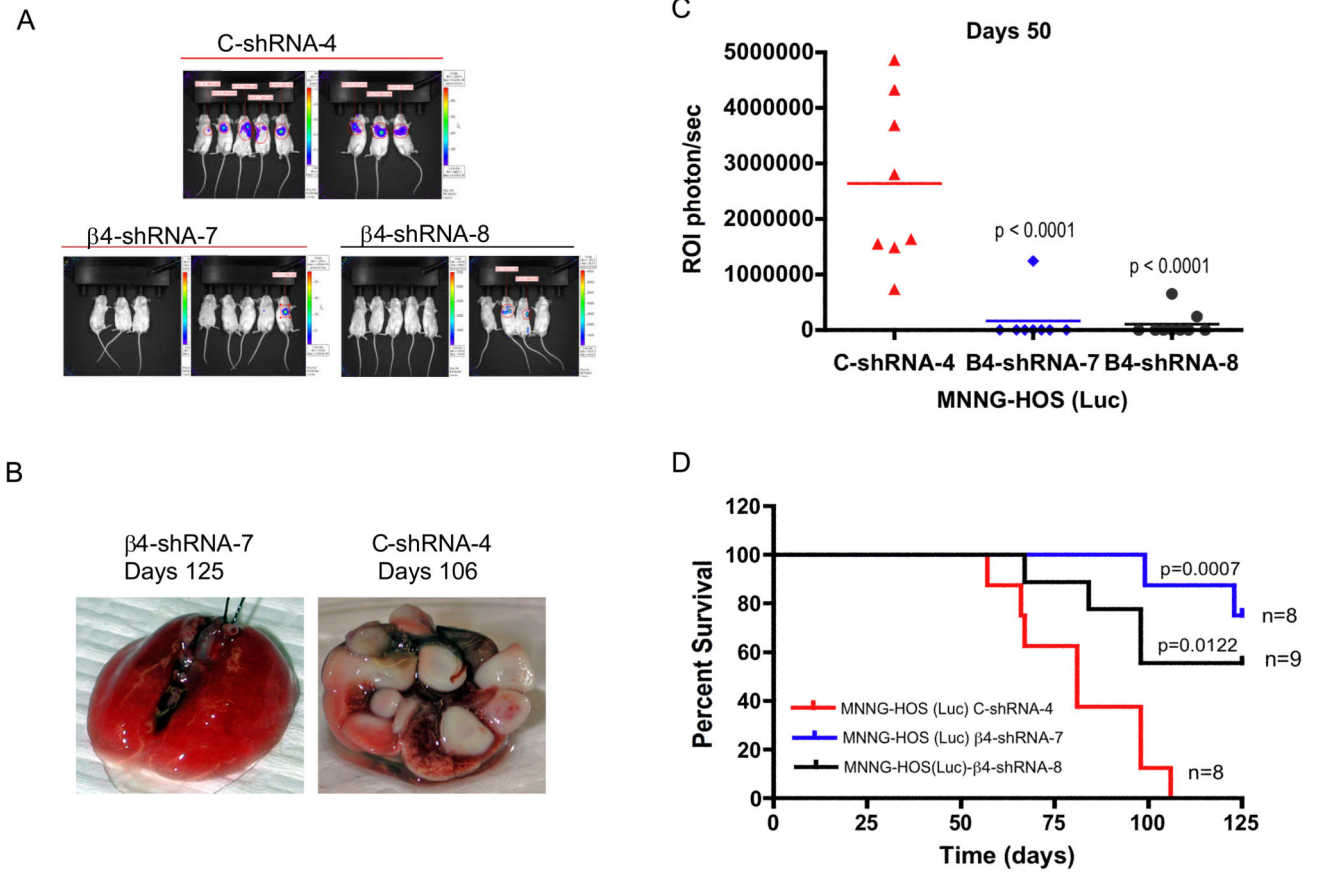 A
C-shRNA-4
β4-shRNA-7
β4-shRNA-8
B
β4-shRNA-7
Days 125
C-shRNA-4
Days 106
C
Days 50
ROI photon/sec
5000000
4000000
3000000
2000000
1000000
0
p < 0.0001
p < 0.0001
C-shRNA-4 B4-shRNA-7 B4-shRNA-8
MNNG-HOS (Luc)
D
Percent Survival
120
100
80
60
40
20
0
p=0.0007
n=8
p=0.0122
n=9
MNNG-HOS (Luc) C-shRNA-4
MNNG-HOS (Luc) β4-shRNA-7
MNNG-HOS(Luc)-β4-shRNA-8
n=8
0 25 50 75 100 125
Time (days)